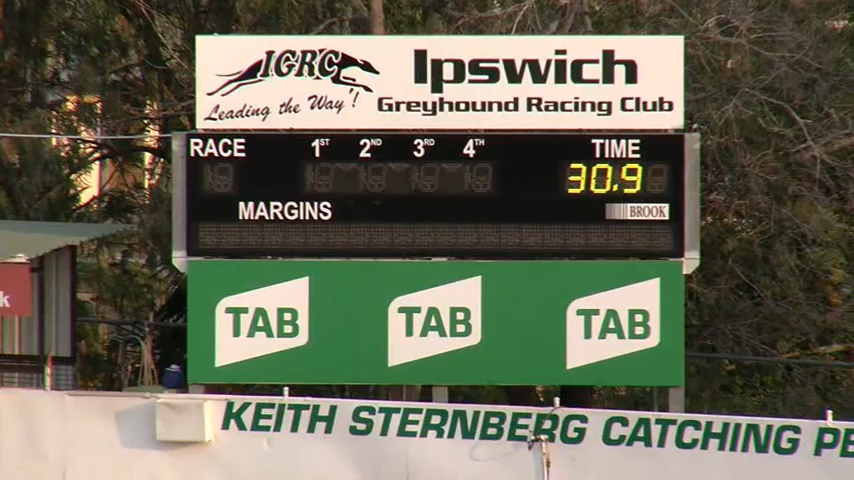 IGRC
Leading the Way'!
Ipswich
Greyhound Racing Club
RACE 1ST 2ND 3RD 4TH TIME
30.9
MARGINS BROOK
TAB TAB TAB
KEITH STERNBERG CATCHING PE
k